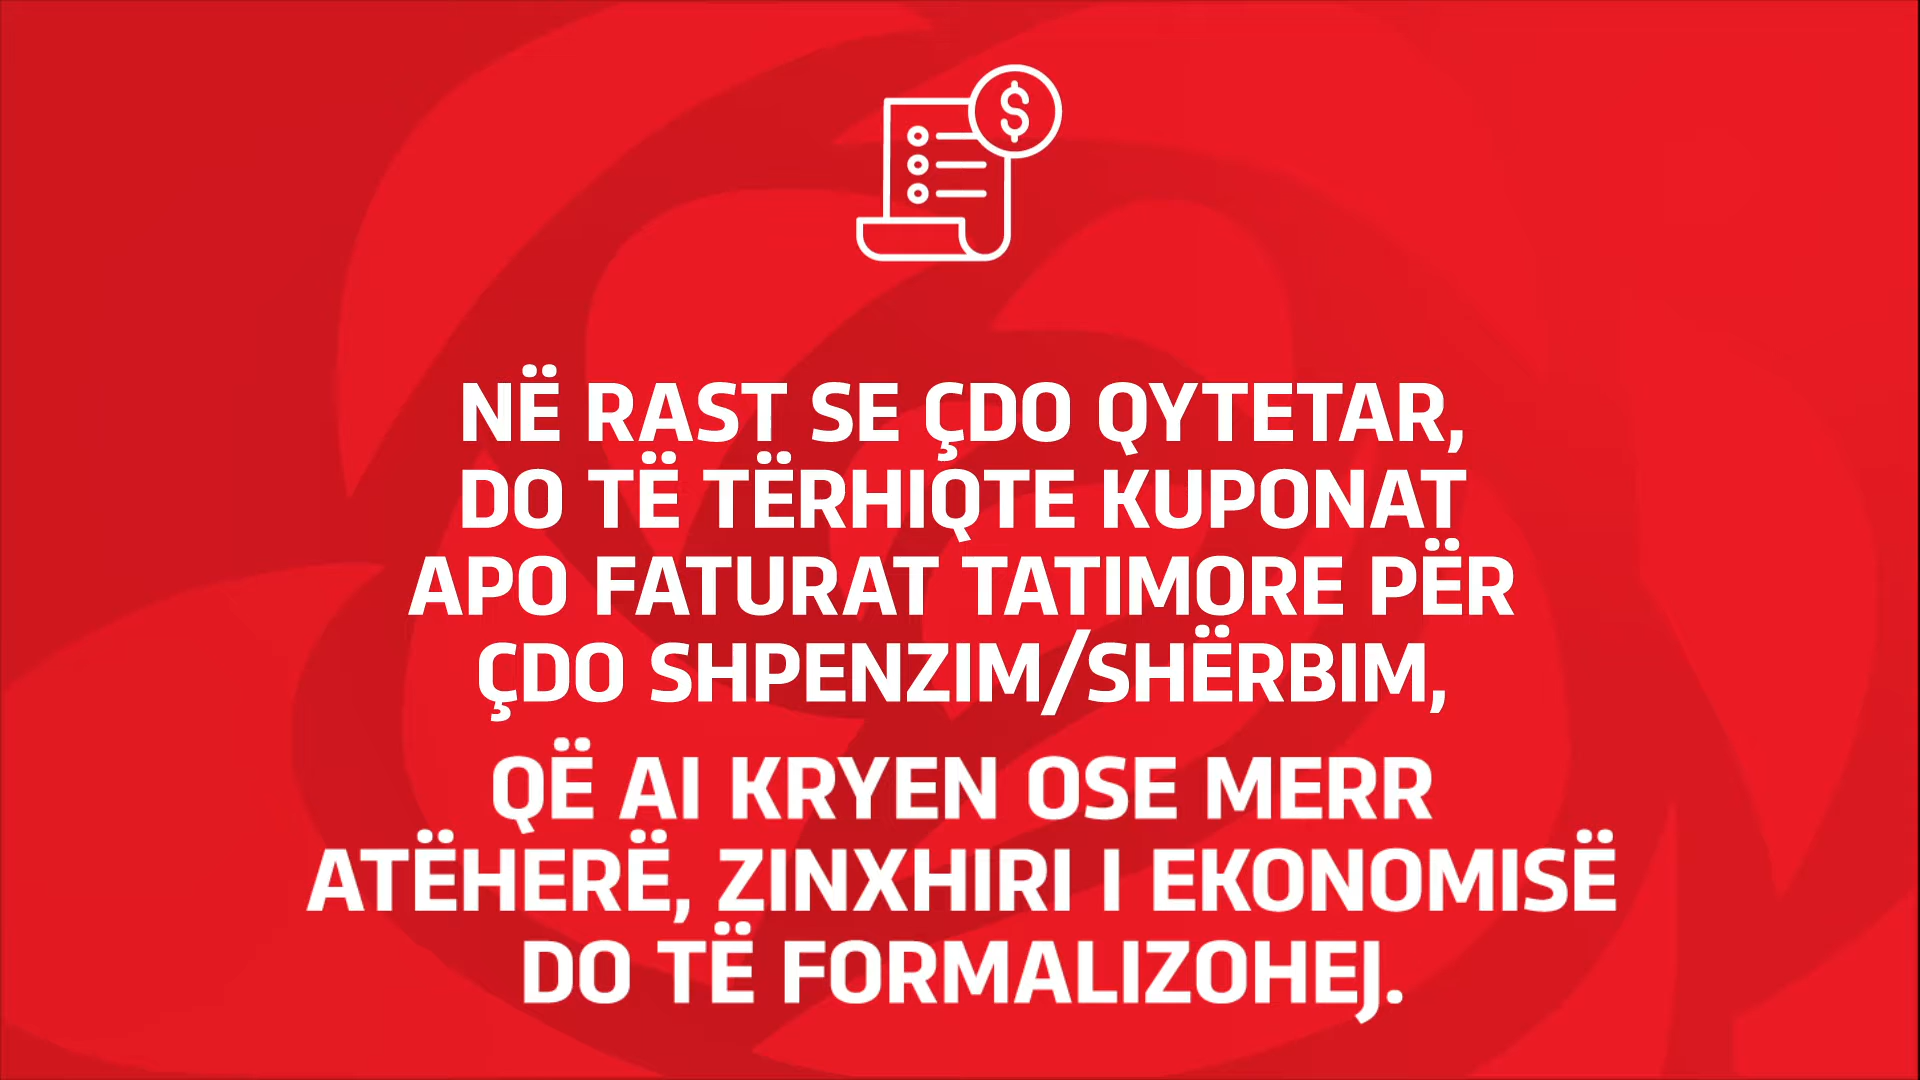 NË RAST SE ÇDO QYTETAR,
DO TË TËRHIQTE KUPONAT
APO FATURAT TATIMORE PËR
ÇDO SHPENZIM/SHËRBIM,
QË AI KRYEN OSE MERR
ATËHERË, ZINXHIRI I EKONOMISË
DO TË FORMALIZOHEJ.